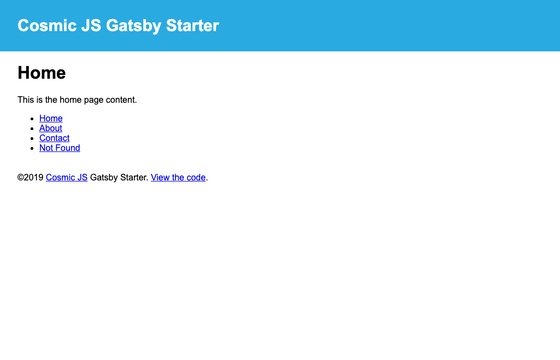 Cosmic JS Gatsby Starter
Home
This is the home page content.
Home
About
Contact
Not Found
©2019 Cosmic JS Gatsby Starter. View the code.